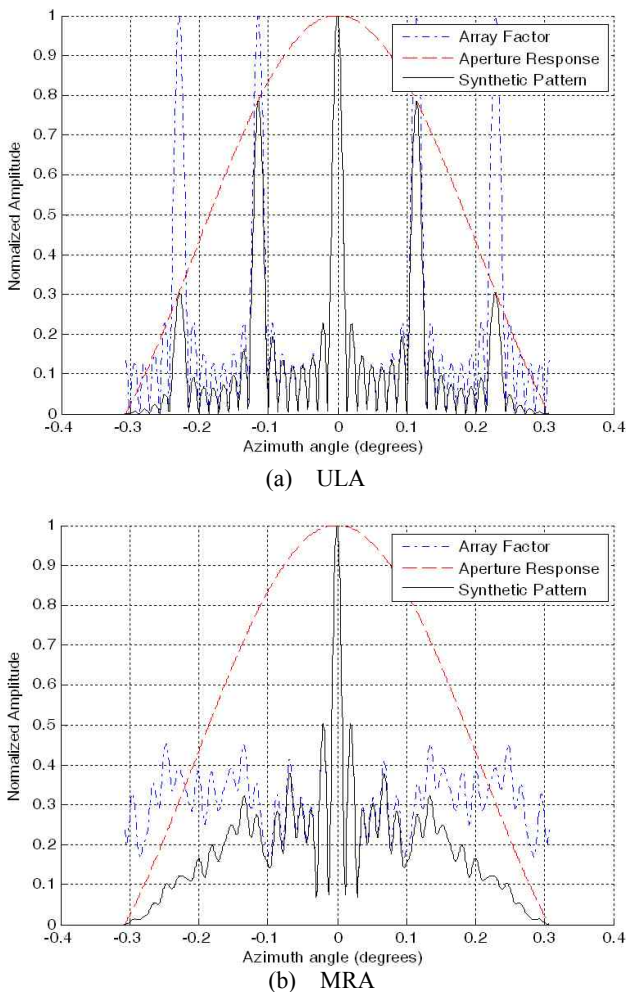 1
0.9
0.8
0.7
0.6
0.5
0.4
0.3
0.2
0.1
0
Normalized Amplitude
Array Factor
Aperture Response
Synthetic Pattern
-0.4 -0.3 -0.2 -0.1 0 0.1 0.2 0.3 0.4
Azimuth angle (degrees)
(a) ULA
1
0.9
0.8
0.7
0.6
0.5
0.4
0.3
0.2
0.1
0
Normalized Amplitude
Array Factor
Aperture Response
Synthetic Pattern
-0.4 -0.3 -0.2 -0.1 0 0.1 0.2 0.3 0.4
Azimuth angle (degrees)
(b) MRA